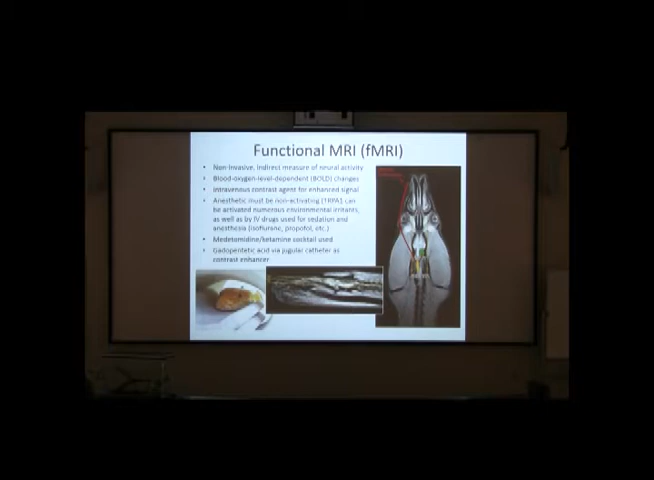 Functional MRI (fMRI)
• Non-invasive, indirect measure of neural activity
• Blood-oxygen-level-dependent (BOLD) changes
• Intravenous contrast agent for enhanced signal
• Anesthetic must be non-activating (TRPA1 can
be activated numerous environmental irritants,
as well as by IV drugs used for sedation and
anesthesia (isoflurane, propofol, etc.)
• Medetomidine/ketamine cocktail used
• Gadopentetic acid via jugular catheter as
contrast enhancer